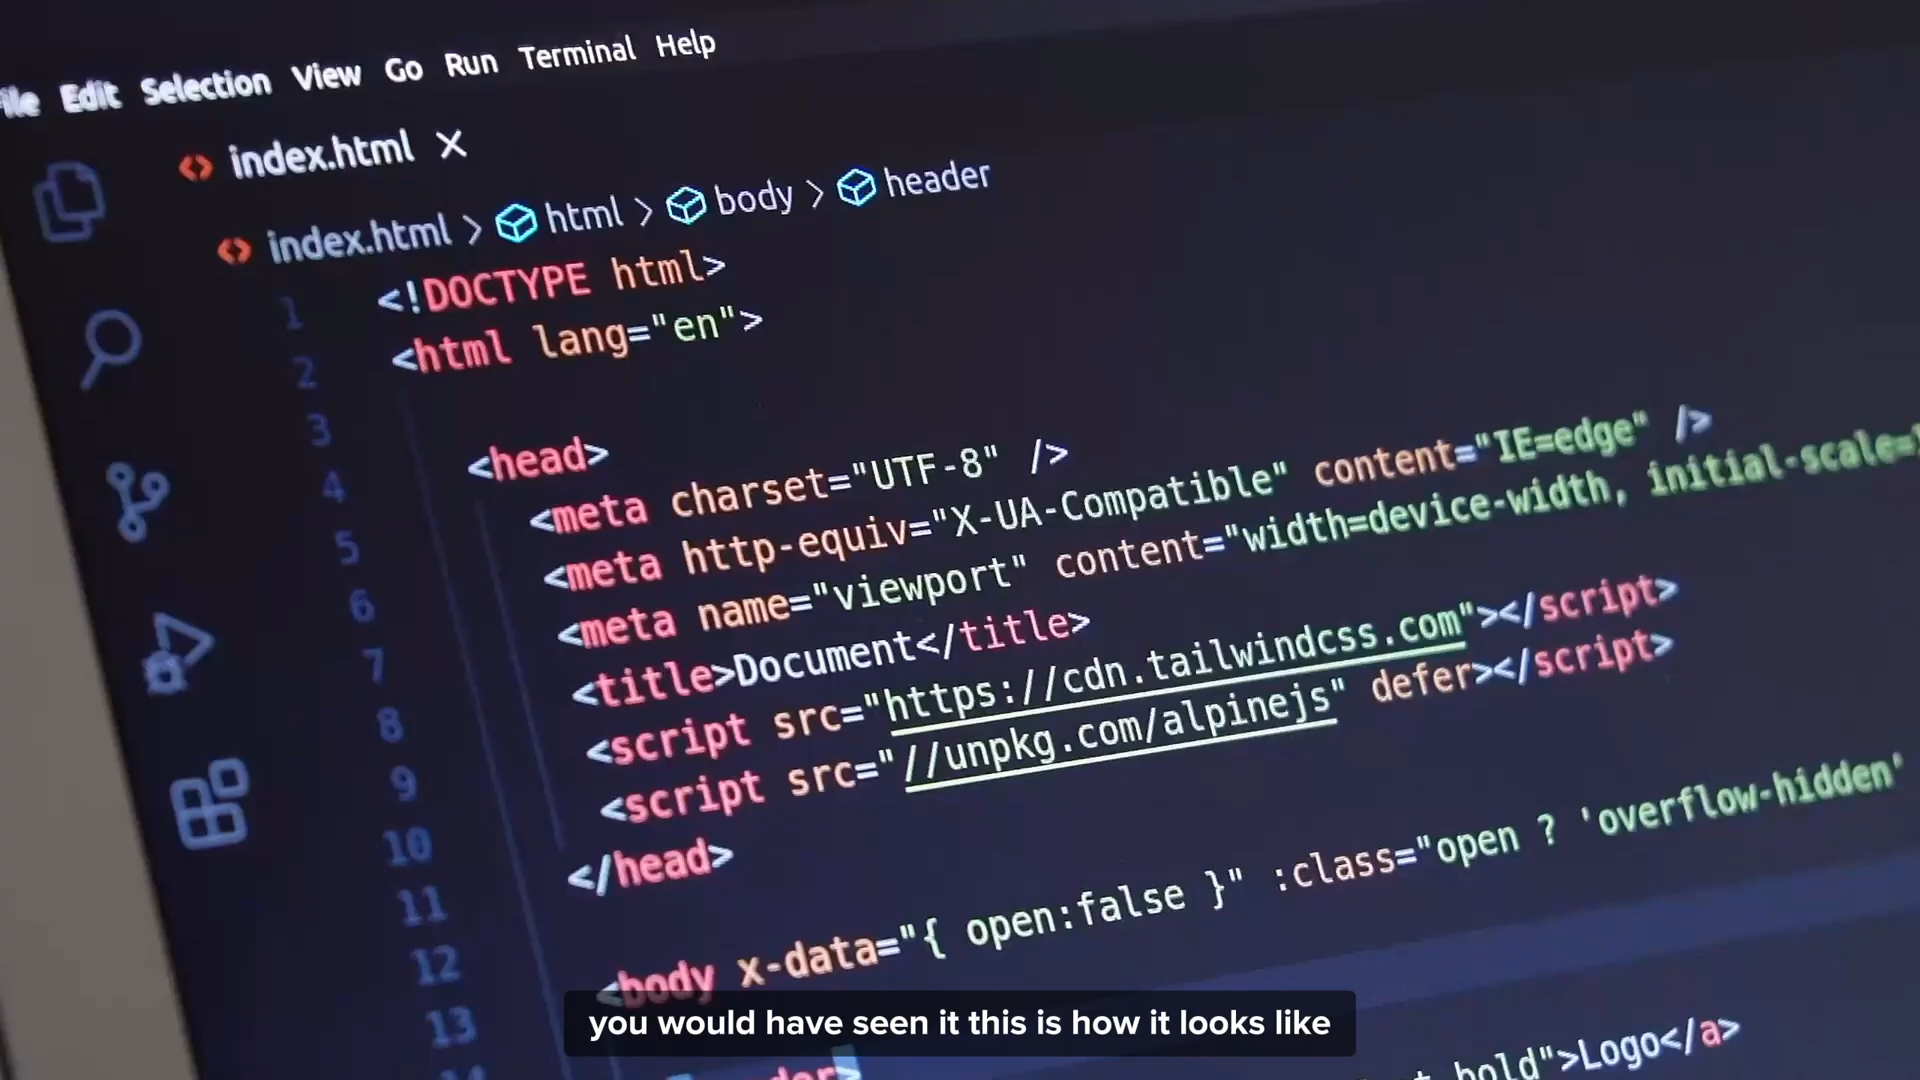 Edit Selection View Go Run Terminal Help
index.html
index.html > html > body > header
1 <!DOCTYPE html>
2 <html lang="en">
3
4 <head>
5 <meta charset="UTF-8" />
6 <meta http-equiv="X-UA-Compatible" content="IE=edge" />
7 <meta name="viewport" content="width=device-width, initial-scale=
8 <title>Document</title>
9 <script src="https://cdn.tailwindcss.com"></script>
10 <script src="//unpkg.com/alpinejs" defer></script>
11 </head>
12
13 <body x-data="{ open:false }" :class="open ? 'overflow-hidden'
bold">Logo</a>
you would have seen it this is how it looks like